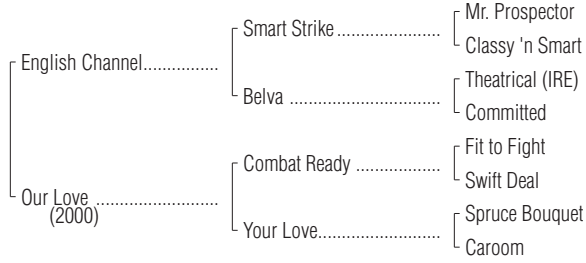 Mr. Prospector
Smart Strike ....................
Classy 'n Smart
English Channel..............
Theatrical (IRE)
Belva .............................
Committed
Fit to Fight
Combat Ready ................
Swift Deal
Our Love .......................
(2000)
Spruce Bouquet
Your Love.......................
Caroom